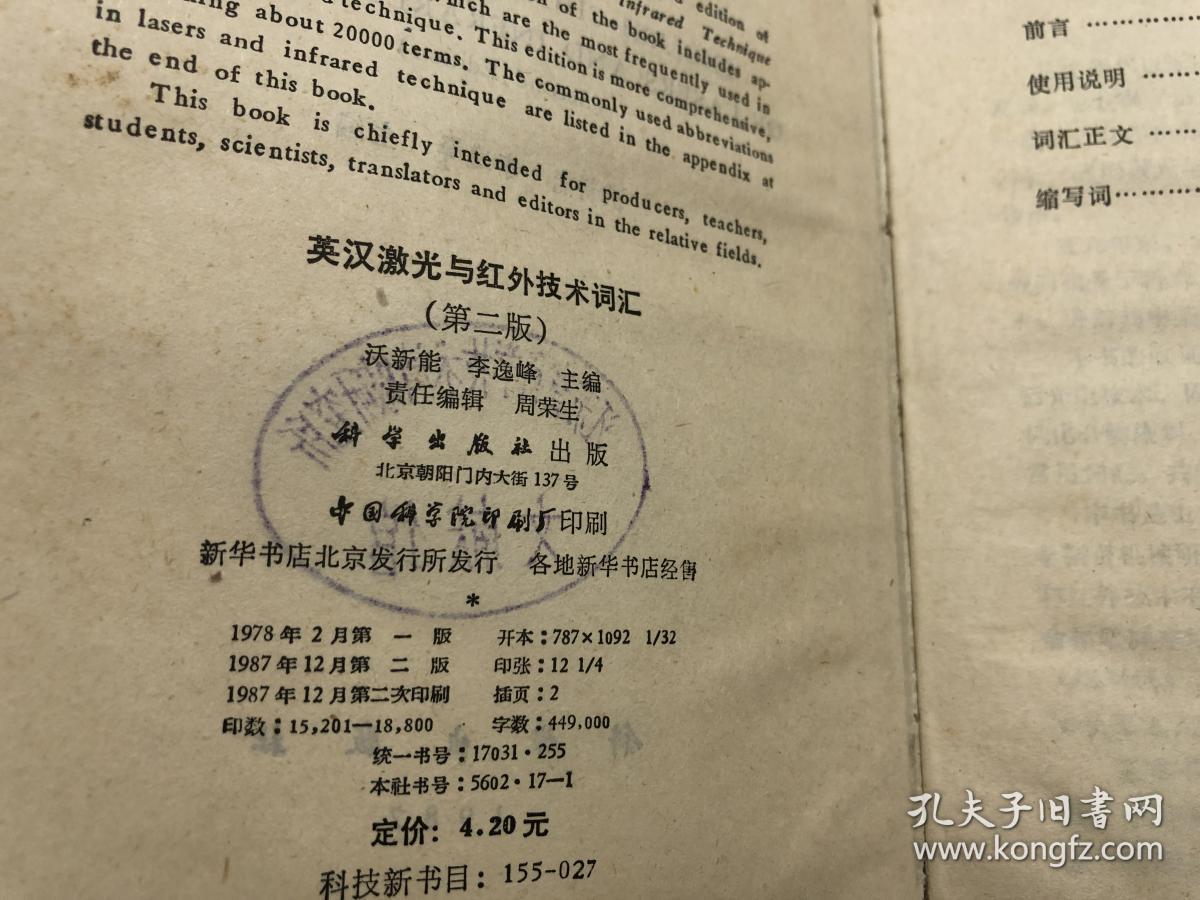 edition of
of the book includes ap-
Infrared Technique
which are the most frequently used in
technique. This edition is more comprehensive,
about 20000 terms. The commonly used abbreviations
in lasers and infrared technique are listed in the appendix at
the end of this book.
This book is chiefly intended for producers, teachers,
students, scientists, translators and editors in the relative fields.
英汉激光与红外技术词汇
(第二版)
沃新能 李逸峰 主编
责任编辑 周荣生
科学出版社出版
北京朝阳门内大街137号
中国科学院印刷厂印刷
新华书店北京发行所发行 各地新华书店经售
*
1978年2月第一版 开本:787×1092 1/32
1987年12月第二版 印张:12 1/4
1987年12月第二次印刷 插页:2
印数:15,201—18,800 字数:449,000
统一书号:17031·255
本社书号:5602·17—1
定价: 4.20元
科技新书目: 155-027
前言 ……………
使用说明 ………
词汇正文 ………
缩写词…………
孔夫子旧书网
www.kongfz.com